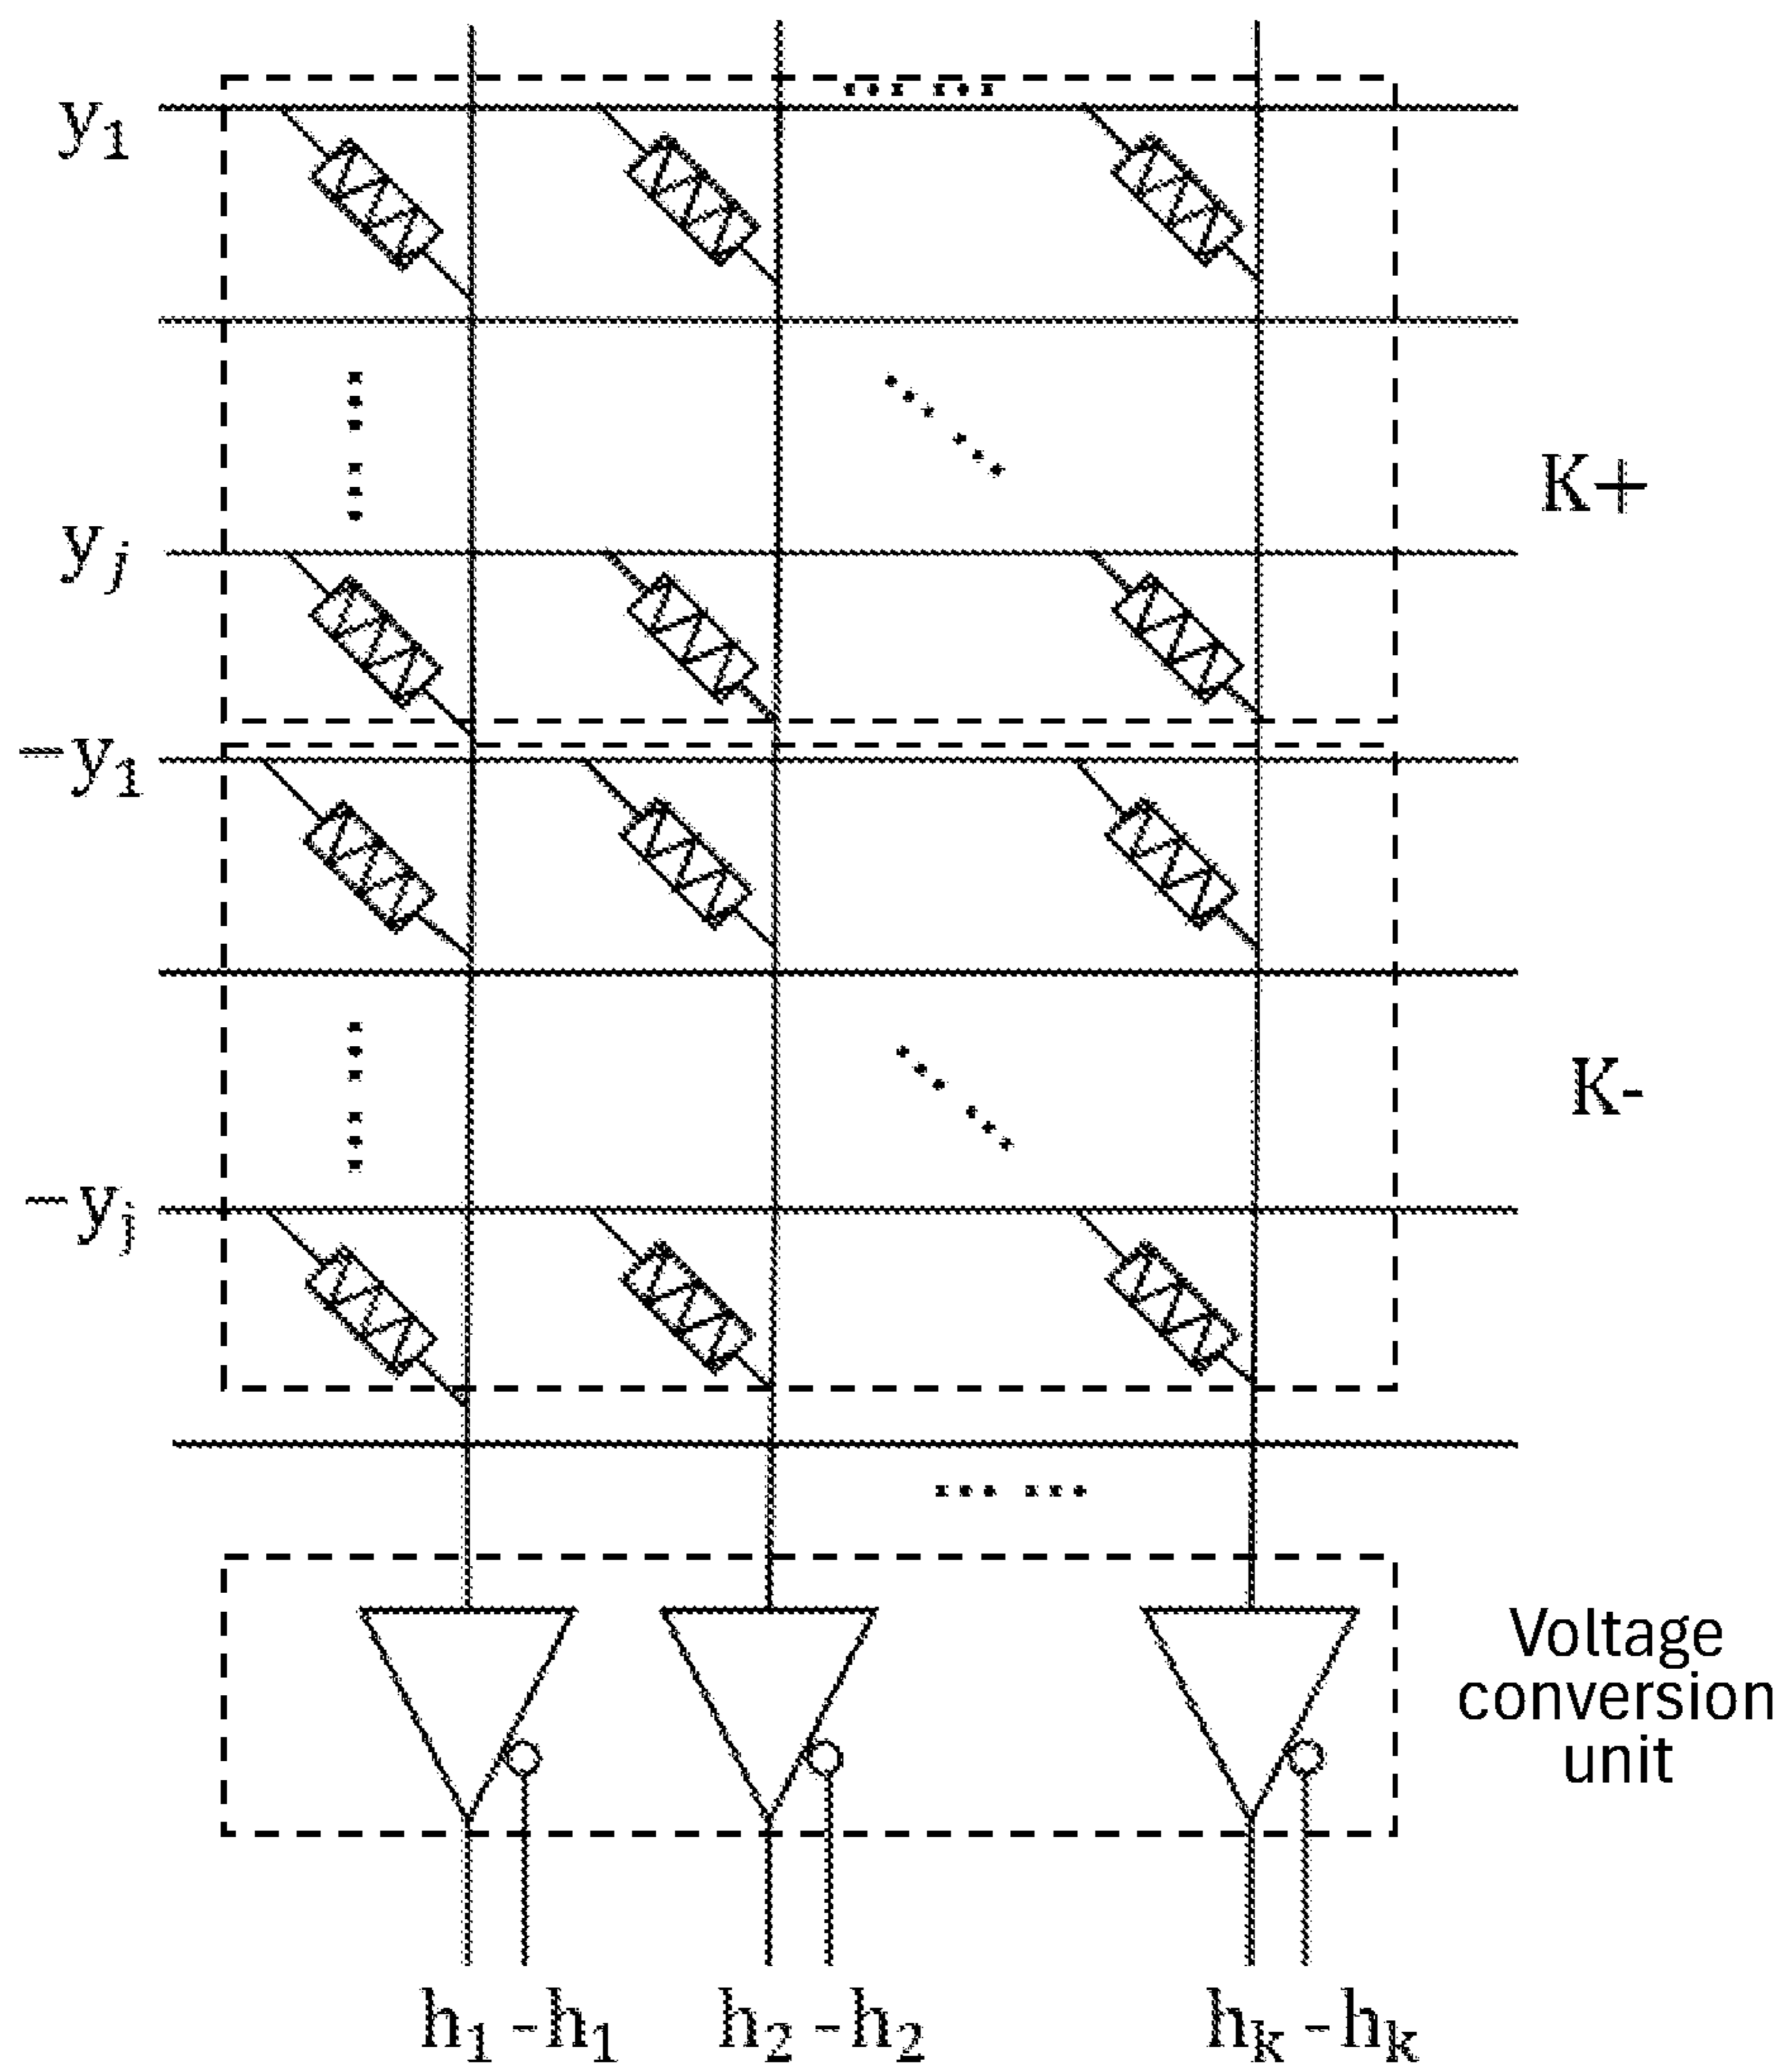 y₁
K+
yⱼ
−y₁
K-
−yⱼ
Voltage
conversion
unit
h₁ -h₁ h₂ -h₂ hₖ -hₖ